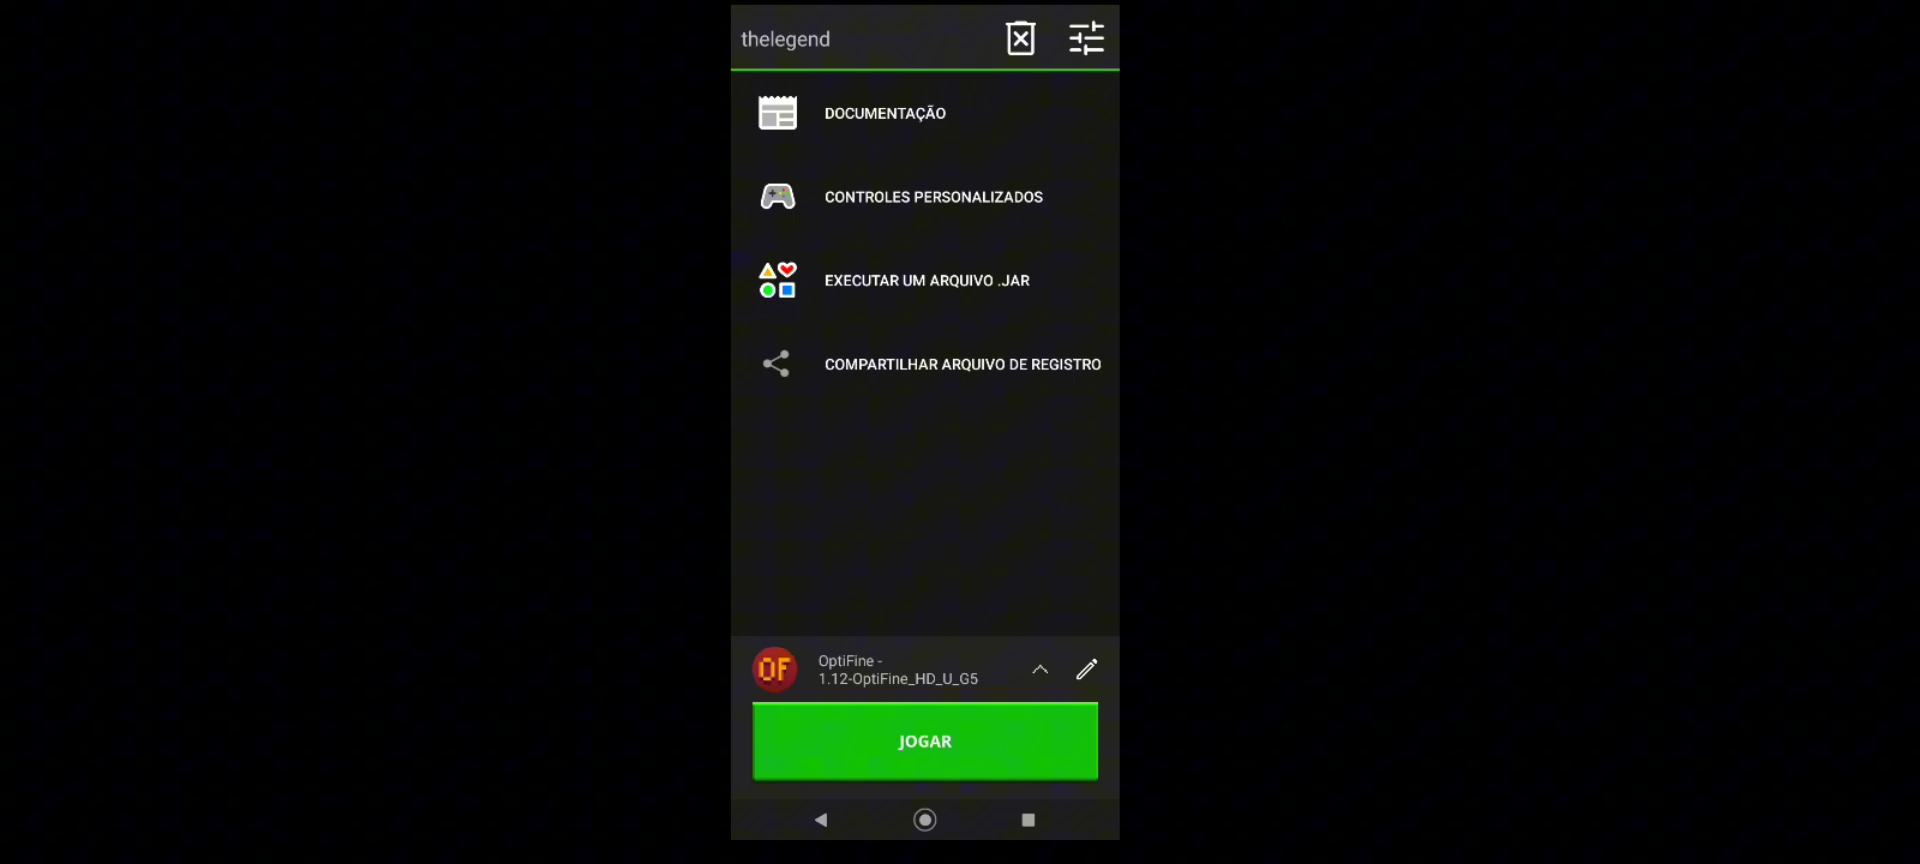 thelegend
DOCUMENTAÇÃO
CONTROLES PERSONALIZADOS
EXECUTAR UM ARQUIVO .JAR
COMPARTILHAR ARQUIVO DE REGISTRO
OF
OptiFine -
1.12-OptiFine_HD_U_G5
JOGAR